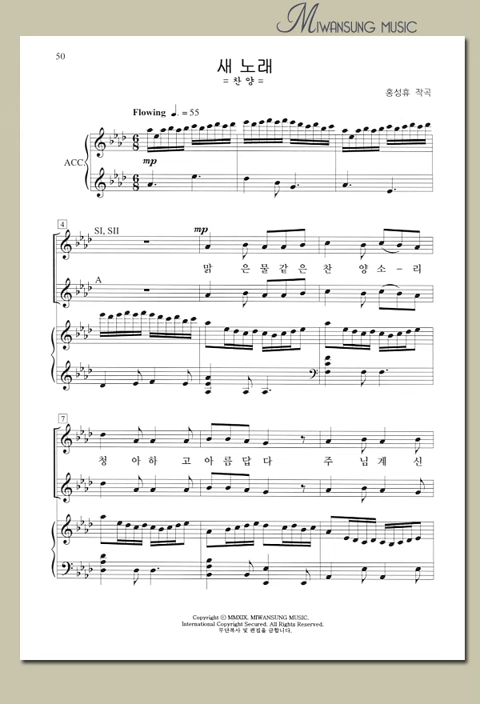 MIWANSUNG MUSIC
50
새 노래
= 찬 양 =
홍성휴 작곡
Flowing ♩. = 55
ACC.
6/8
mp
4
SI, SII
mp
맑 은 물 같 은 찬 양 소 - 리
A
7
청 아 하 고 아 름 답 다 주 님 계 신
Copyright ⓒ MMXIX. MIWANSUNG MUSIC.
International Copyright Secured. All Rights Reserved.
무단복사 및 편집을 금합니다.